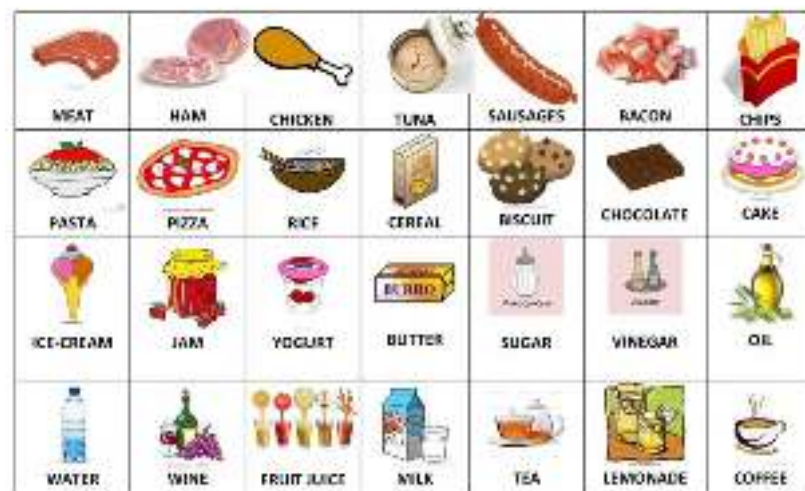 MEAT HAM CHICKEN TUNA SAUSAGES BACON CHIPS
PASTA PIZZA RICE CEREAL BISCUIT CHOCOLATE CAKE
BURRO
ICE-CREAM JAM YOGURT BUTTER SUGAR VINEGAR OIL
WATER WINE FRUIT JUICE MILK TEA LEMONADE COFFEE